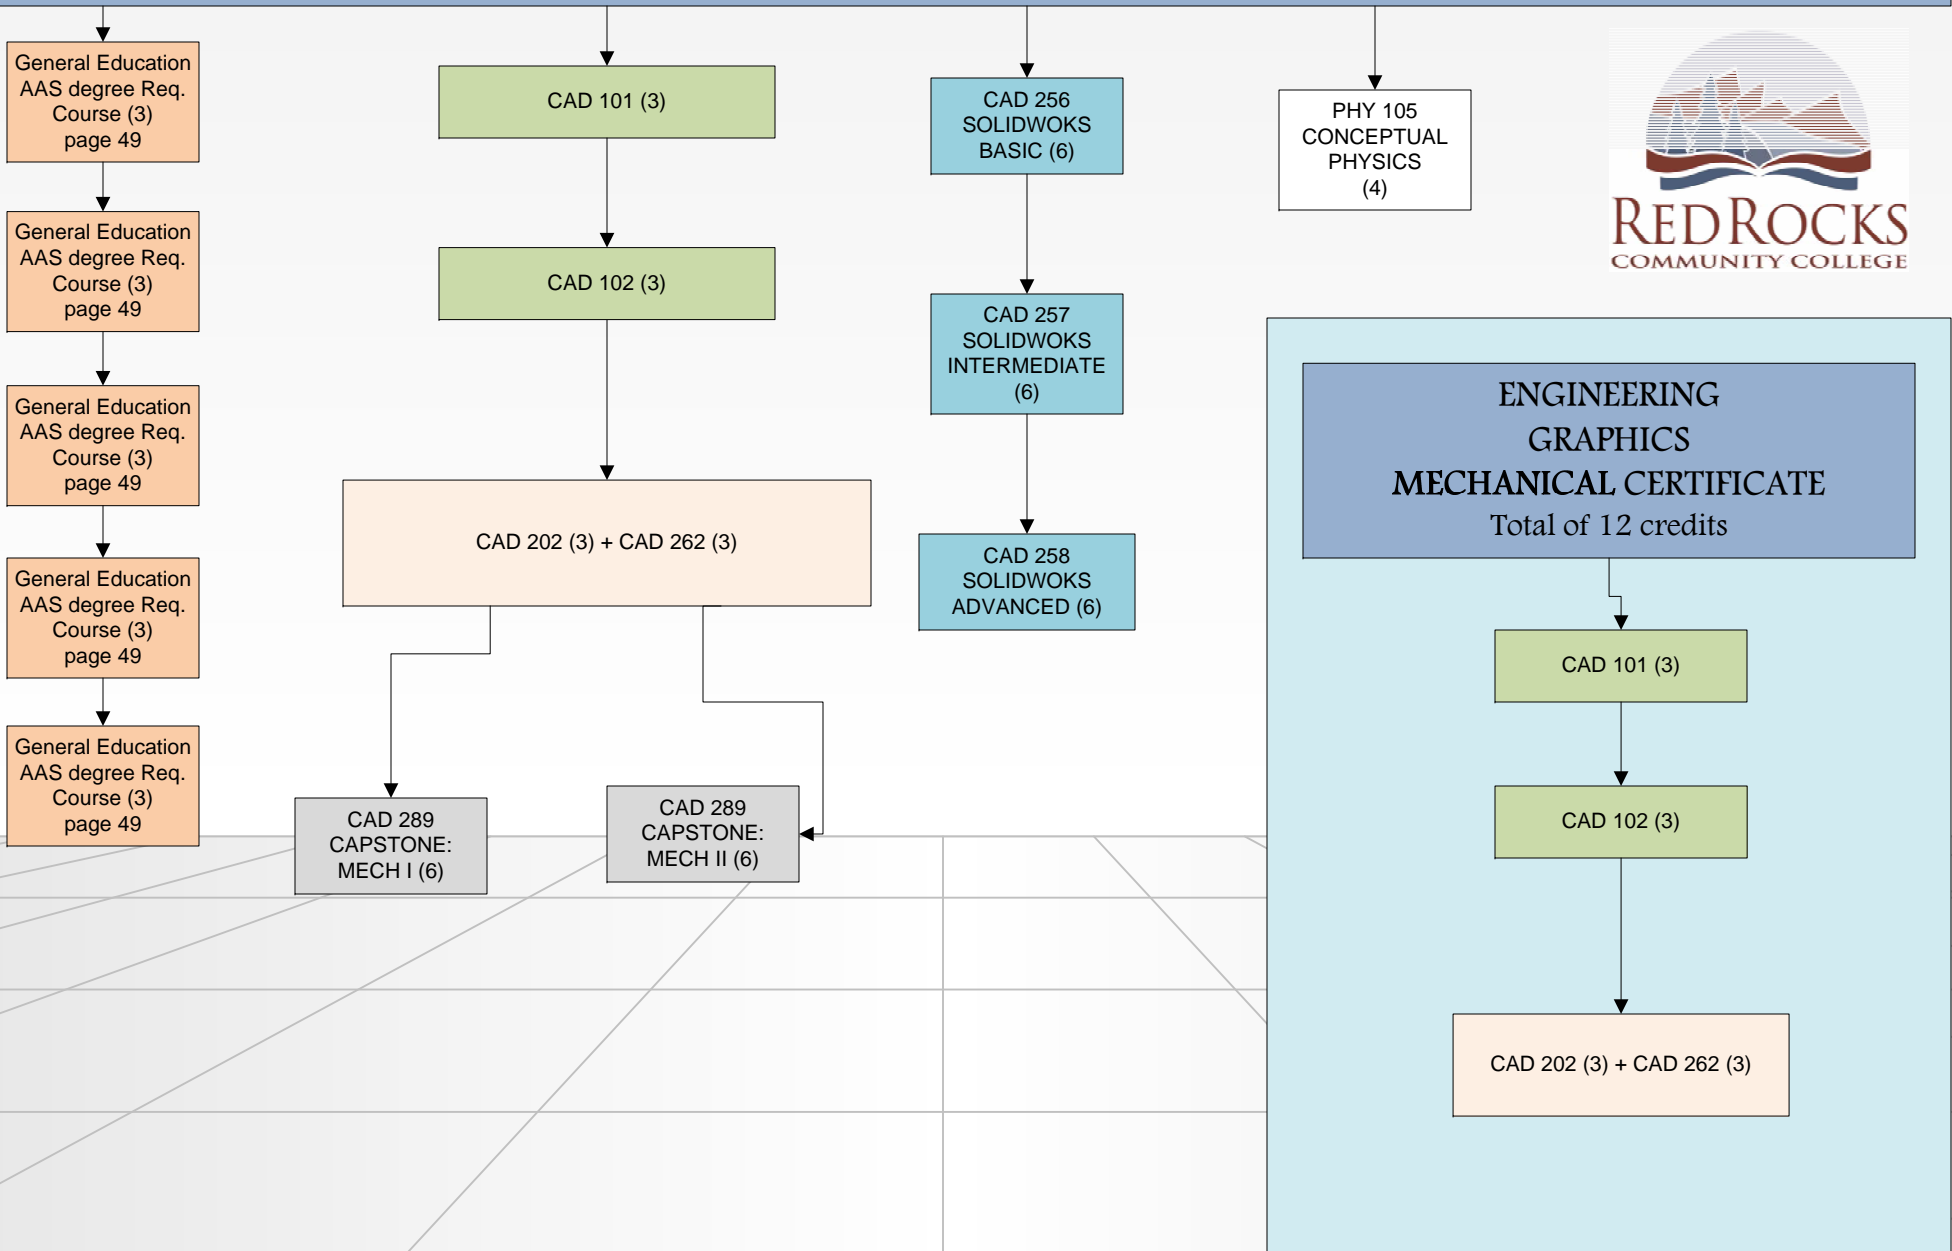 General Education
AAS degree Req.
Course (3)
page 49
General Education
AAS degree Req.
Course (3)
page 49
General Education
AAS degree Req.
Course (3)
page 49
General Education
AAS degree Req.
Course (3)
page 49
General Education
AAS degree Req.
Course (3)
page 49
CAD 101 (3)
CAD 102 (3)
CAD 202 (3) + CAD 262 (3)
CAD 289
CAPSTONE:
MECH I (6)
CAD 289
CAPSTONE:
MECH II (6)
CAD 256
SOLIDWOKS
BASIC (6)
CAD 257
SOLIDWOKS
INTERMEDIATE
(6)
CAD 258
SOLIDWOKS
ADVANCED (6)
PHY 105
CONCEPTUAL
PHYSICS
(4)
RED ROCKS
COMMUNITY COLLEGE
ENGINEERING
GRAPHICS
MECHANICAL CERTIFICATE
Total of 12 credits
CAD 101 (3)
CAD 102 (3)
CAD 202 (3) + CAD 262 (3)